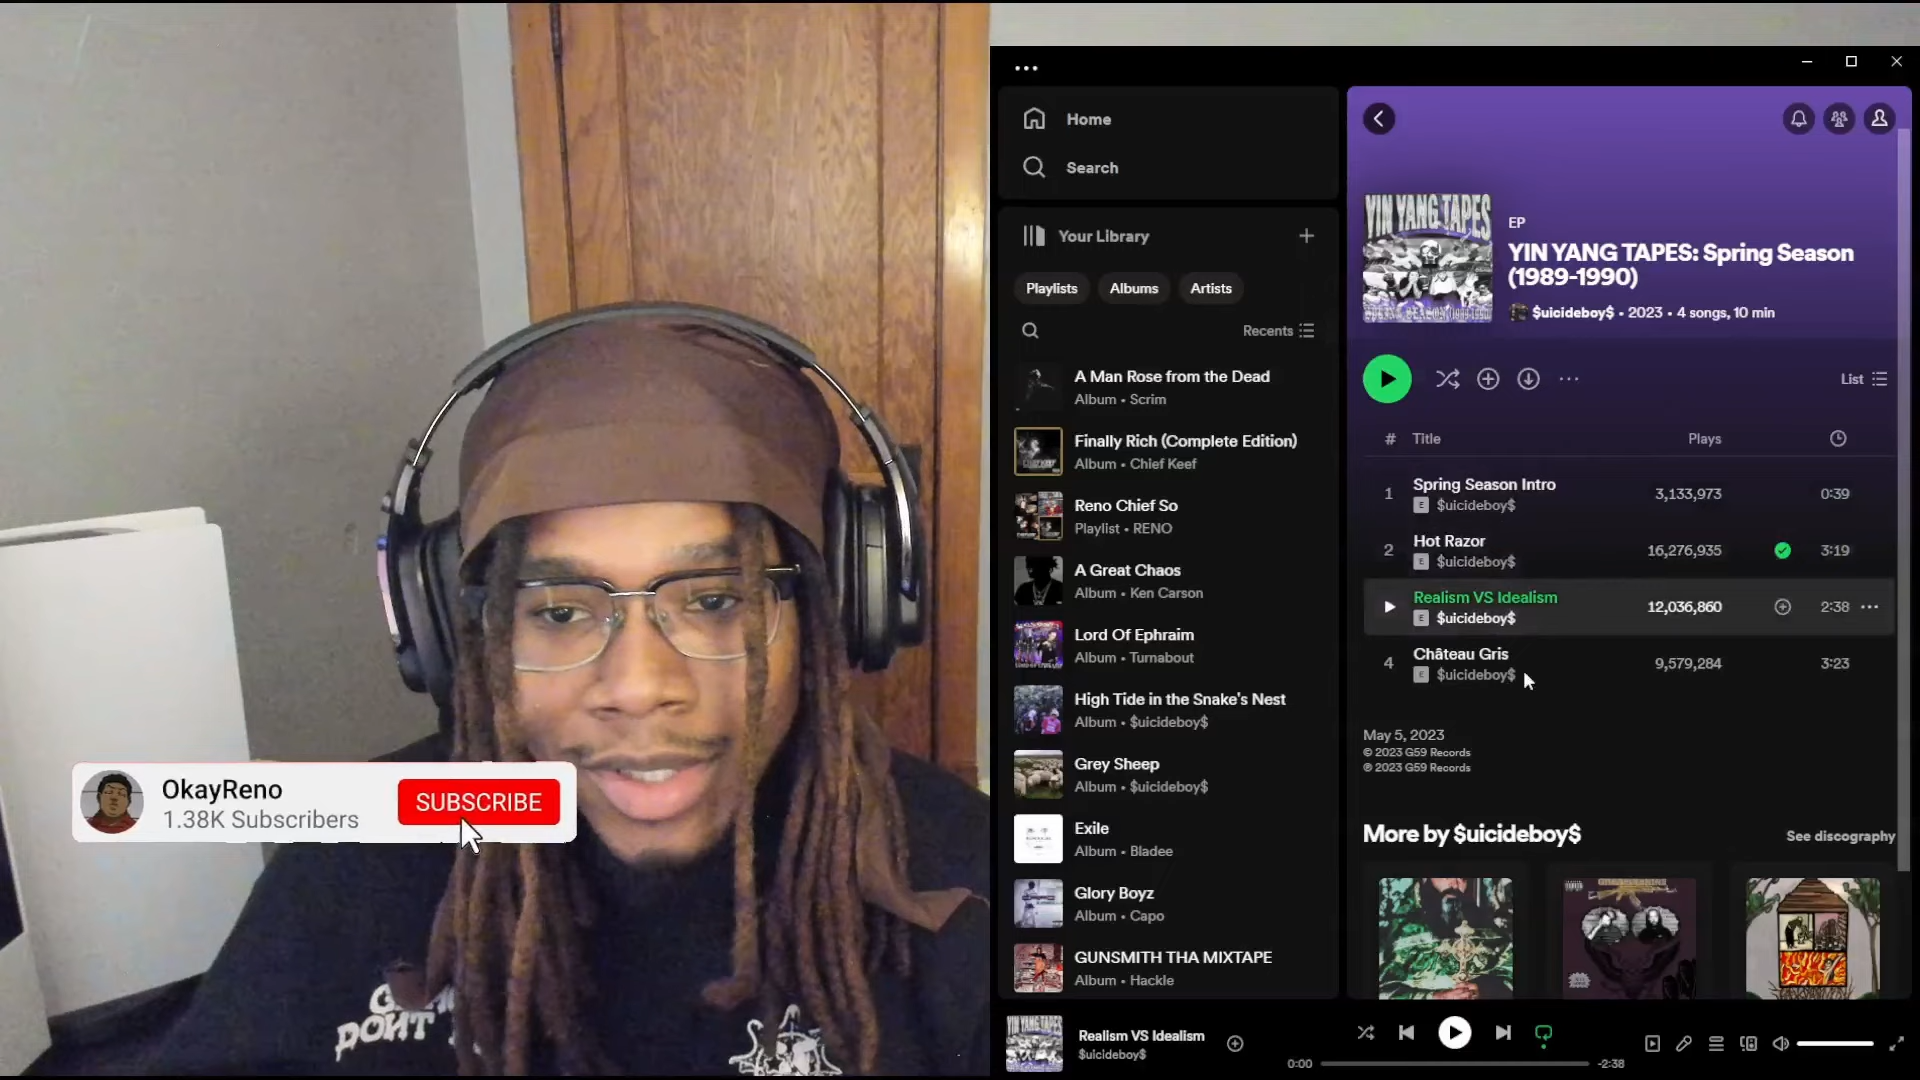 Home
Search
Your Library
Playlists
Albums
Artists
Recents
A Man Rose from the Dead
Album • Scrim
Finally Rich (Complete Edition)
Album • Chief Keef
Reno Chief So
Playlist • RENO
A Great Chaos
Album • Ken Carson
Lord Of Ephraim
Album • Turnabout
High Tide in the Snake's Nest
Album • $uicideboy$
Grey Sheep
Album • $uicideboy$
Exile
Album • Bladee
Glory Boyz
Album • Capo
GUNSMITH THA MIXTAPE
Album • Hackle
YIN YANG TAPES
EP
YIN YANG TAPES: Spring Season
(1989-1990)
$uicideboy$ • 2023 • 4 songs, 10 min
List
# Title Plays
1 Spring Season Intro 3,133,973 0:39
E $uicideboy$
2 Hot Razor 16,276,935 3:19
E $uicideboy$
Realism VS Idealism 12,036,860 2:38
E $uicideboy$
4 Château Gris 9,579,284 3:23
E $uicideboy$
May 5, 2023
© 2023 G59 Records
℗ 2023 G59 Records
More by $uicideboy$
See discography
Realism VS Idealism
$uicideboy$
0:00
-2:38
OkayReno
1.38K Subscribers
SUBSCRIBE